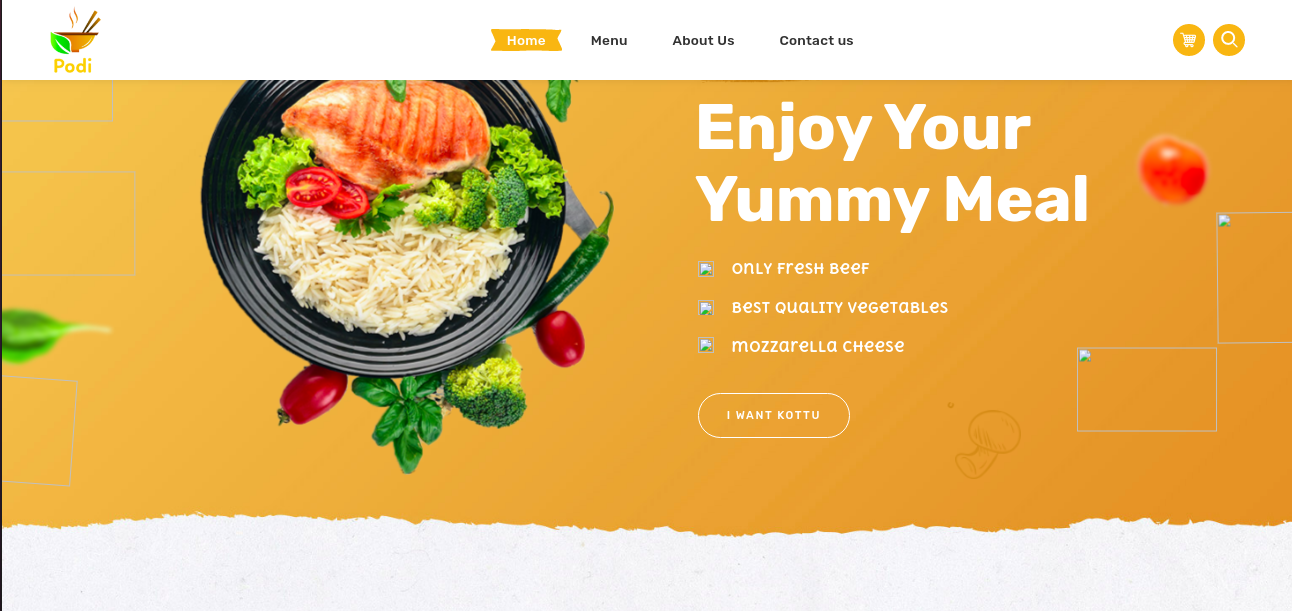 Podi
Home
Menu
About Us
Contact us
Enjoy Your
Yummy Meal
Only Fresh Beef
Best Quality Vegetables
Mozzarella Cheese
I WANT KOTTU